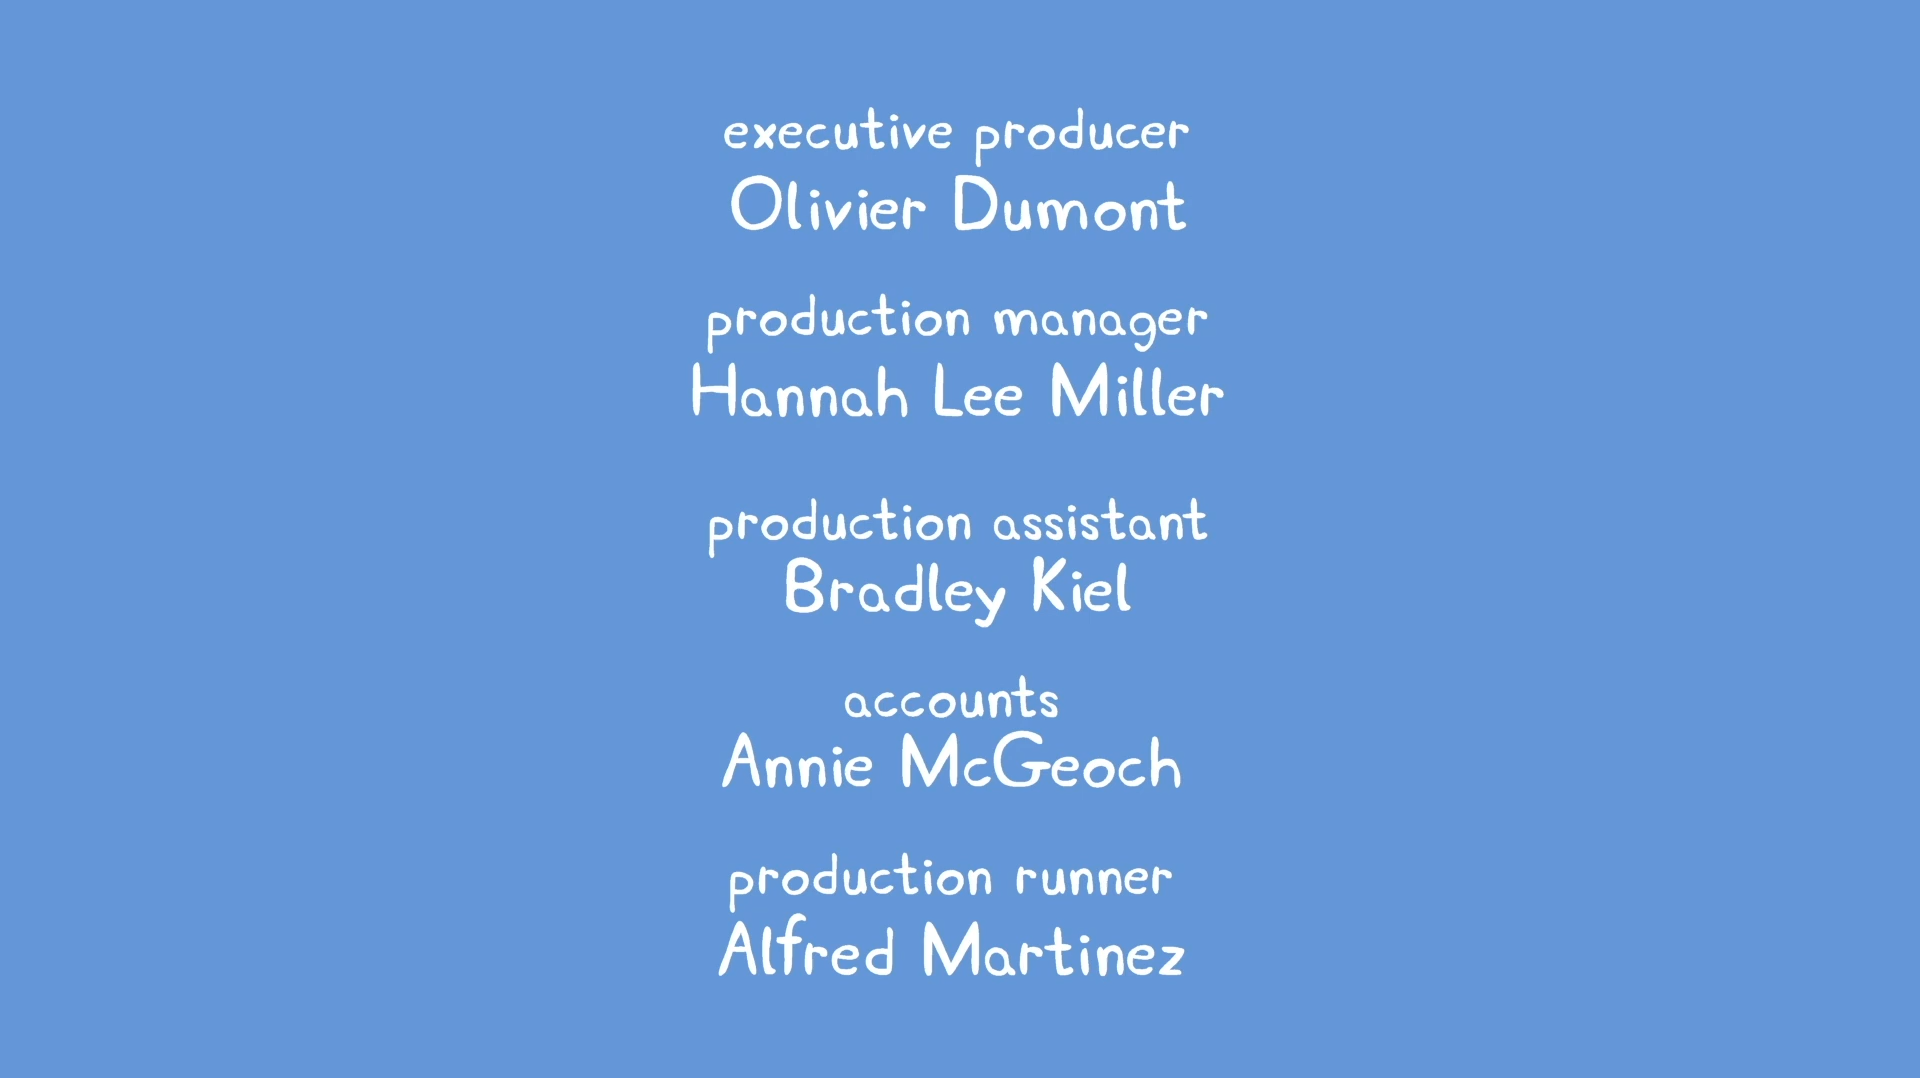 executive producer
Olivier Dumont
production manager
Hannah Lee Miller
production assistant
Bradley Kiel
accounts
Annie McGeoch
production runner
Alfred Martinez